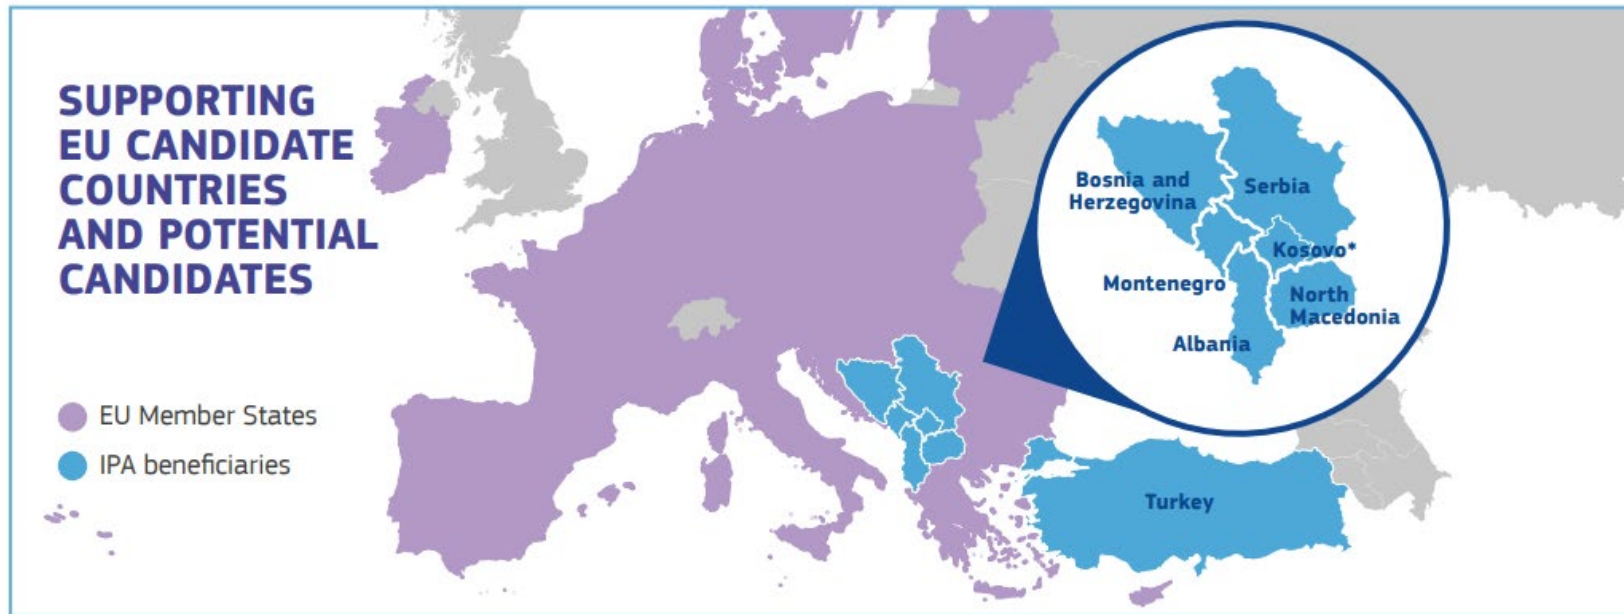 SUPPORTING
EU CANDIDATE
COUNTRIES
AND POTENTIAL
CANDIDATES
EU Member States
IPA beneficiaries
Bosnia and
Herzegovina
Serbia
Kosovo*
Montenegro
North
Macedonia
Albania
Turkey